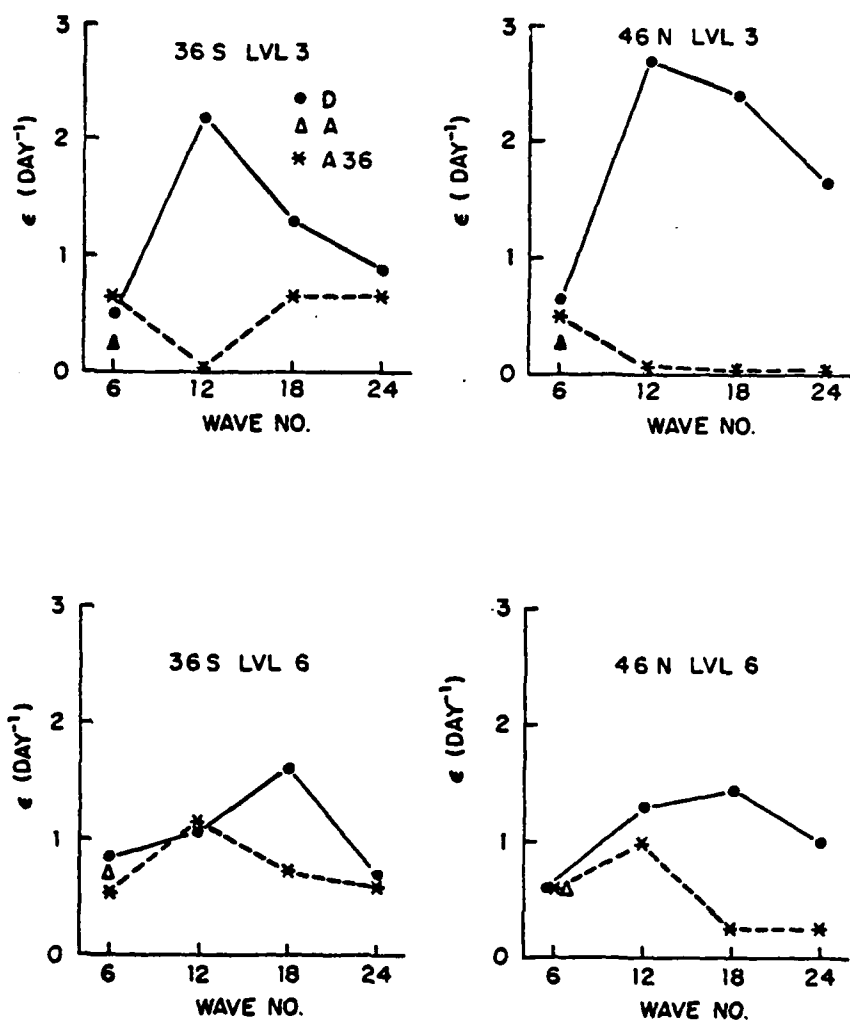 36 S LVL 3
● D
Δ A
* A 36
ϵ (DAY⁻¹)
3
2
1
0
6 12 18 24
WAVE NO.
46 N LVL 3
ϵ (DAY⁻¹)
3
2
1
0
6 12 18 24
WAVE NO.
36 S LVL 6
ϵ (DAY⁻¹)
3
2
1
0
6 12 18 24
WAVE NO.
46 N LVL 6
ϵ (DAY⁻¹)
3
2
1
0
6 12 18 24
WAVE NO.